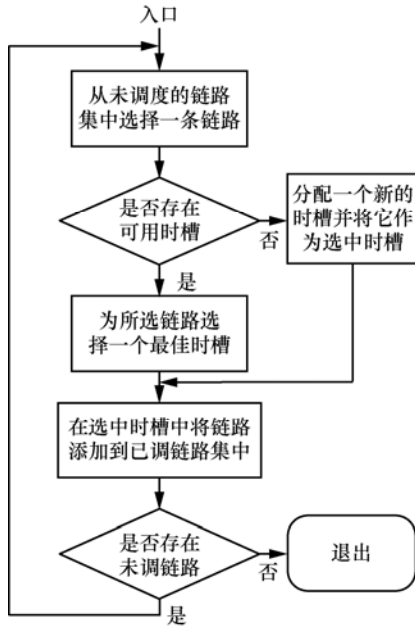 入口
从未调度的链路
集中选择一条链路
是否存在
可用时槽
否
分配一个新的
时槽并将它作
为选中时槽
是
为所选链路选
择一个最佳时槽
在选中时槽中将链路
添加到已调链路集中
是否存在
未调链路
否
退出
是